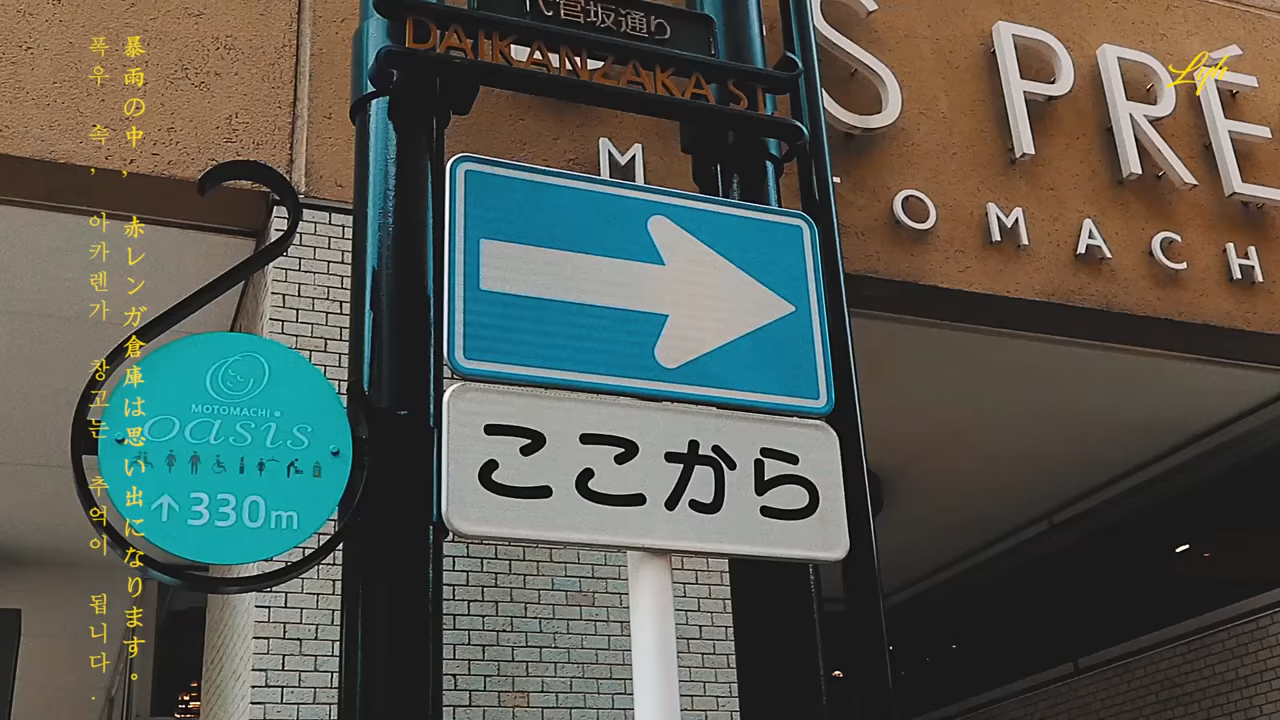 暴雨の中、赤レンガ倉庫は思い出になります。
폭우 속, 아카렌가 창고는 추억이 됩니다.
代官坂通り
DAIKANZAKA ST
S PRÉ
M
OMACH
MOTOMACHI
oasis
↑330m
ここから